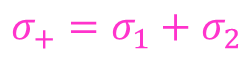 σ₊ = σ₁ + σ₂